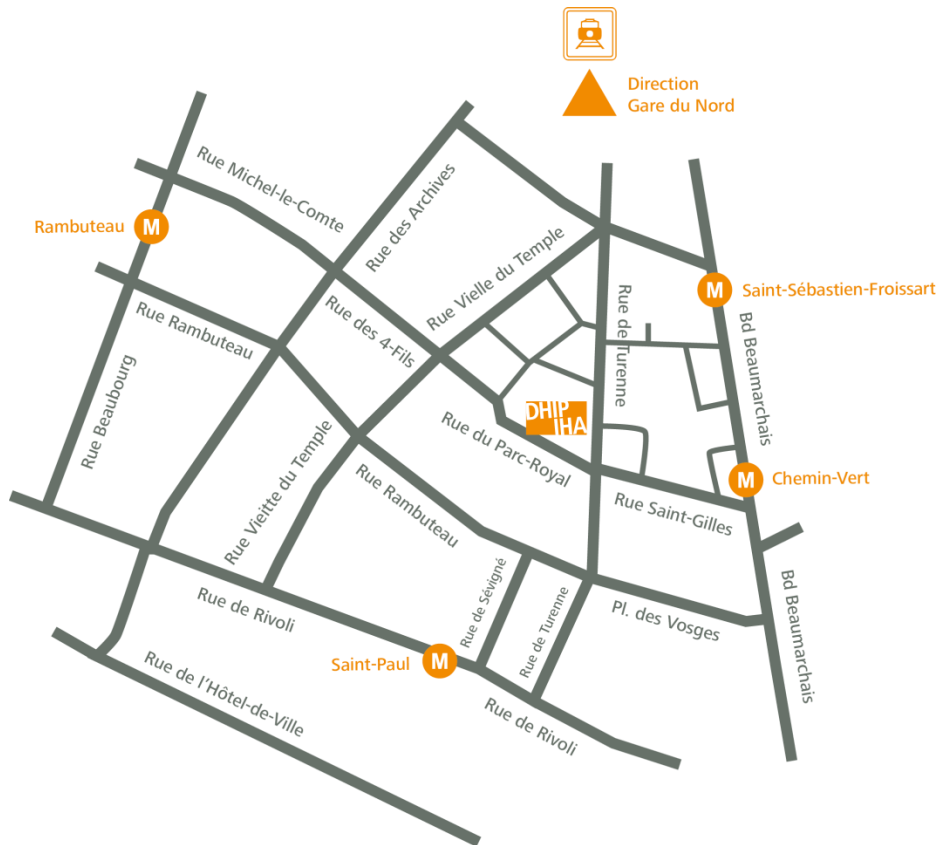 Direction
Gare du Nord
Rue Michel-le-Comte
Rue des Archives
Rambuteau
M
Rue Vielle du Temple
M
Saint-Sébastien-Froissart
Rue Rambuteau
Rue des 4-Fils
Rue de Turenne
Bd Beaumarchais
Rue Beaubourg
DHIP
IHA
Rue du Parc-Royal
Rue Vieitte du Temple
Rue Rambuteau
M
Chemin-Vert
Rue Saint-Gilles
Rue de Rivoli
Rue de Sévigné
Rue de Turenne
Pl. des Vosges
Bd Beaumarchais
Saint-Paul
M
Rue de l'Hôtel-de-Ville
Rue de Rivoli